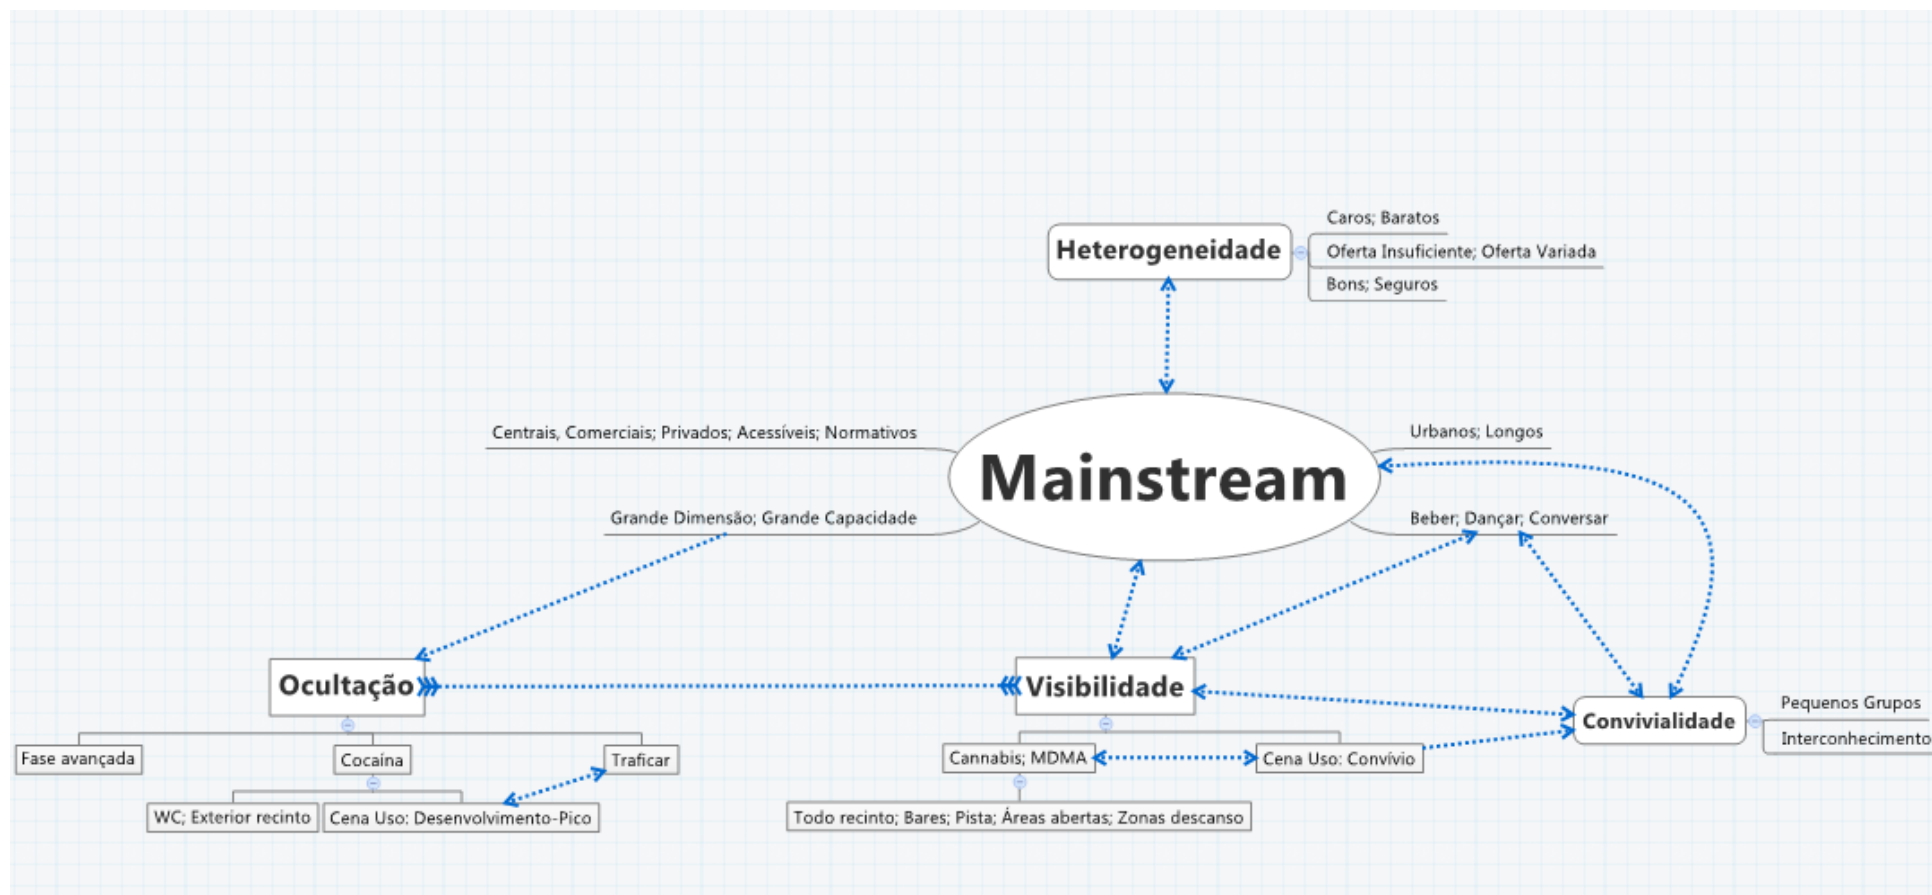 Caros; Baratos
Heterogeneidade
Oferta Insuficiente; Oferta Variada
Bons; Seguros
Centrais, Comerciais; Privados; Acessíveis; Normativos
Urbanos; Longos
Mainstream
Grande Dimensão; Grande Capacidade
Beber; Dançar; Conversar
Ocultação
Visibilidade
Convivialidade
Pequenos Grupos
Interconhecimento
Fase avançada
Cocaína
Traficar
Cannabis; MDMA
Cena Uso: Convívio
WC; Exterior recinto
Cena Uso: Desenvolvimento-Pico
Todo recinto; Bares; Pista; Áreas abertas; Zonas descanso